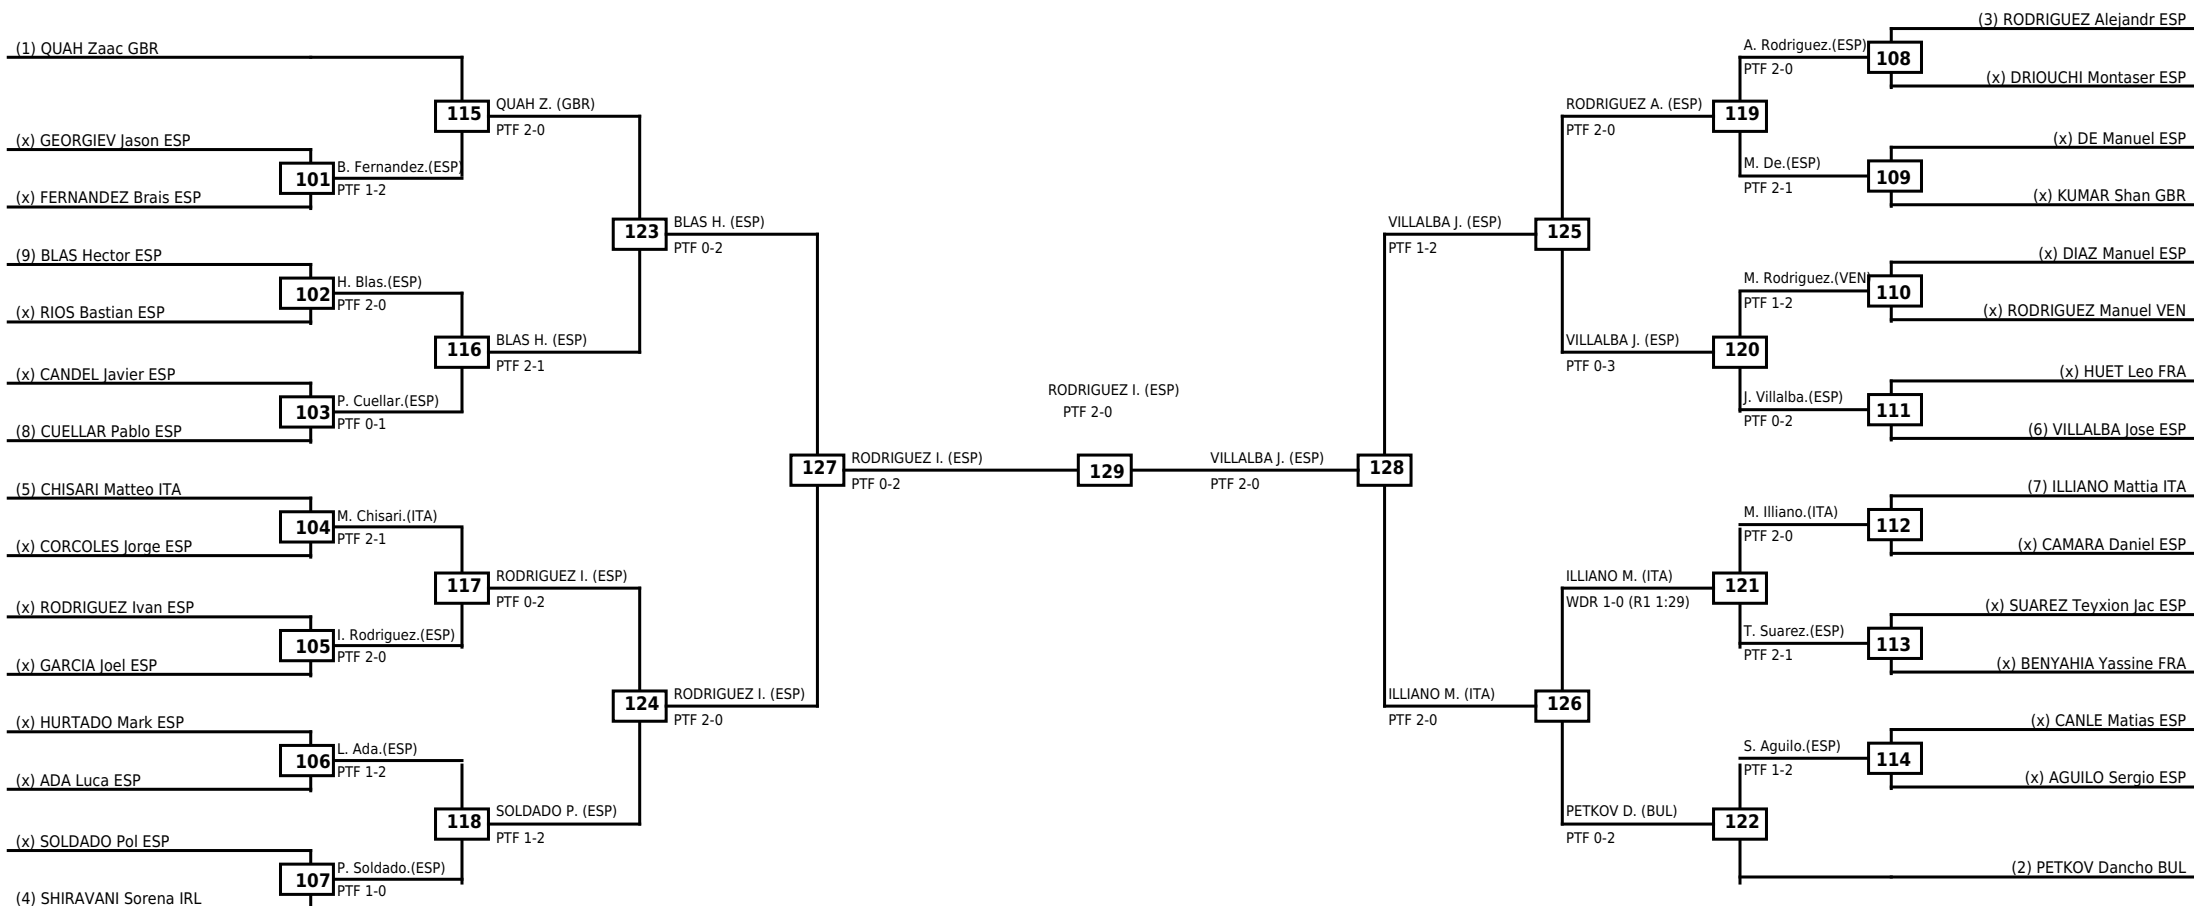 (1) QUAH Zaac GBR
(x) GEORGIEV Jason ESP
(x) FERNANDEZ Brais ESP
(9) BLAS Hector ESP
(x) RIOS Bastian ESP
(x) CANDEL Javier ESP
(8) CUELLAR Pablo ESP
(5) CHISARI Matteo ITA
(x) CORCOLES Jorge ESP
(x) RODRIGUEZ Ivan ESP
(x) GARCIA Joel ESP
(x) HURTADO Mark ESP
(x) ADA Luca ESP
(x) SOLDADO Pol ESP
(4) SHIRAVANI Sorena IRL
101
B. Fernandez.(ESP)
PTF 1-2
102
H. Blas.(ESP)
PTF 2-0
103
P. Cuellar.(ESP)
PTF 0-1
104
M. Chisari.(ITA)
PTF 2-1
105
I. Rodriguez.(ESP)
PTF 2-0
106
L. Ada.(ESP)
PTF 1-2
107
P. Soldado.(ESP)
PTF 1-0
115
QUAH Z. (GBR)
PTF 2-0
116
BLAS H. (ESP)
PTF 2-1
117
RODRIGUEZ I. (ESP)
PTF 0-2
118
SOLDADO P. (ESP)
PTF 1-2
123
BLAS H. (ESP)
PTF 0-2
124
RODRIGUEZ I. (ESP)
PTF 2-0
127
RODRIGUEZ I. (ESP)
PTF 0-2
RODRIGUEZ I. (ESP)
PTF 2-0
129
VILLALBA J. (ESP)
PTF 2-0
128
VILLALBA J. (ESP)
PTF 1-2
125
ILLIANO M. (ITA)
PTF 2-0
126
RODRIGUEZ A. (ESP)
PTF 2-0
119
VILLALBA J. (ESP)
PTF 0-3
120
ILLIANO M. (ITA)
WDR 1-0 (R1 1:29)
121
PETKOV D. (BUL)
PTF 0-2
122
A. Rodriguez.(ESP)
PTF 2-0
108
M. De.(ESP)
PTF 2-1
109
M. Rodriguez.(VEN
PTF 1-2
110
J. Villalba.(ESP)
PTF 0-2
111
M. Illiano.(ITA)
PTF 2-0
112
T. Suarez.(ESP)
PTF 2-1
113
S. Aguilo.(ESP)
PTF 1-2
114
(3) RODRIGUEZ Alejandr ESP
(x) DRIOUCHI Montaser ESP
(x) DE Manuel ESP
(x) KUMAR Shan GBR
(x) DIAZ Manuel ESP
(x) RODRIGUEZ Manuel VEN
(x) HUET Leo FRA
(6) VILLALBA Jose ESP
(7) ILLIANO Mattia ITA
(x) CAMARA Daniel ESP
(x) SUAREZ Teyxion Jac ESP
(x) BENYAHIA Yassine FRA
(x) CANLE Matias ESP
(x) AGUILO Sergio ESP
(2) PETKOV Dancho BUL